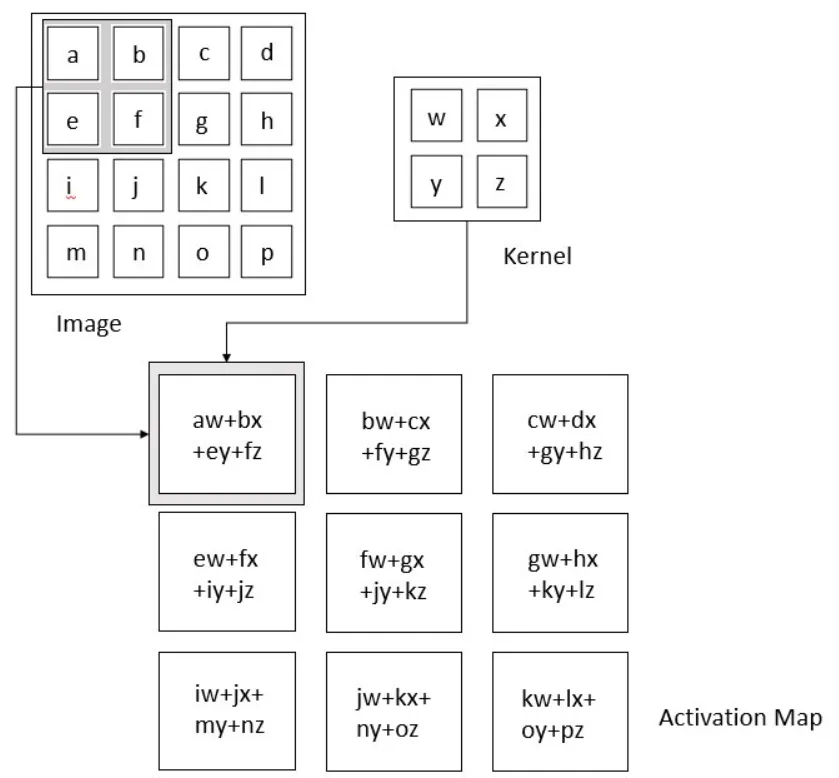 a b c d
e f g h
i j k l
m n o p
Image
w x
y z
Kernel
aw+bx
+ey+fz
bw+cx
+fy+gz
cw+dx
+gy+hz
ew+fx
+iy+jz
fw+gx
+jy+kz
gw+hx
+ky+lz
iw+jx+
my+nz
jw+kx+
ny+oz
kw+lx+
oy+pz
Activation Map